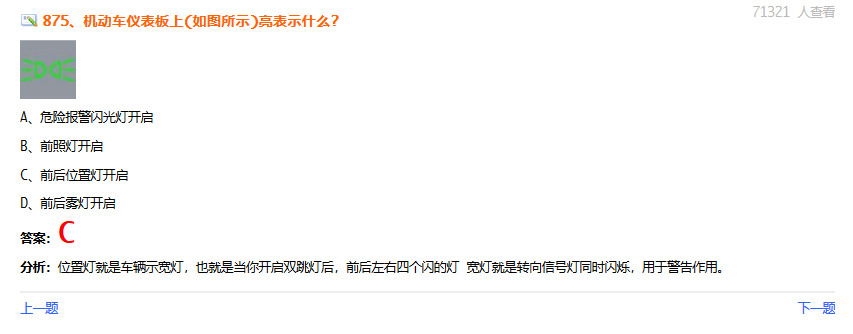 875、机动车仪表板上(如图所示)亮表示什么?
71321 人查看
A、危险报警闪光灯开启
B、前照灯开启
C、前后位置灯开启
D、前后雾灯开启
答案：C
分析：位置灯就是车辆示宽灯，也就是当你开启双跳灯后，前后左右四个闪的灯 宽灯就是转向信号灯同时闪烁，用于警告作用。
上一题
下一题